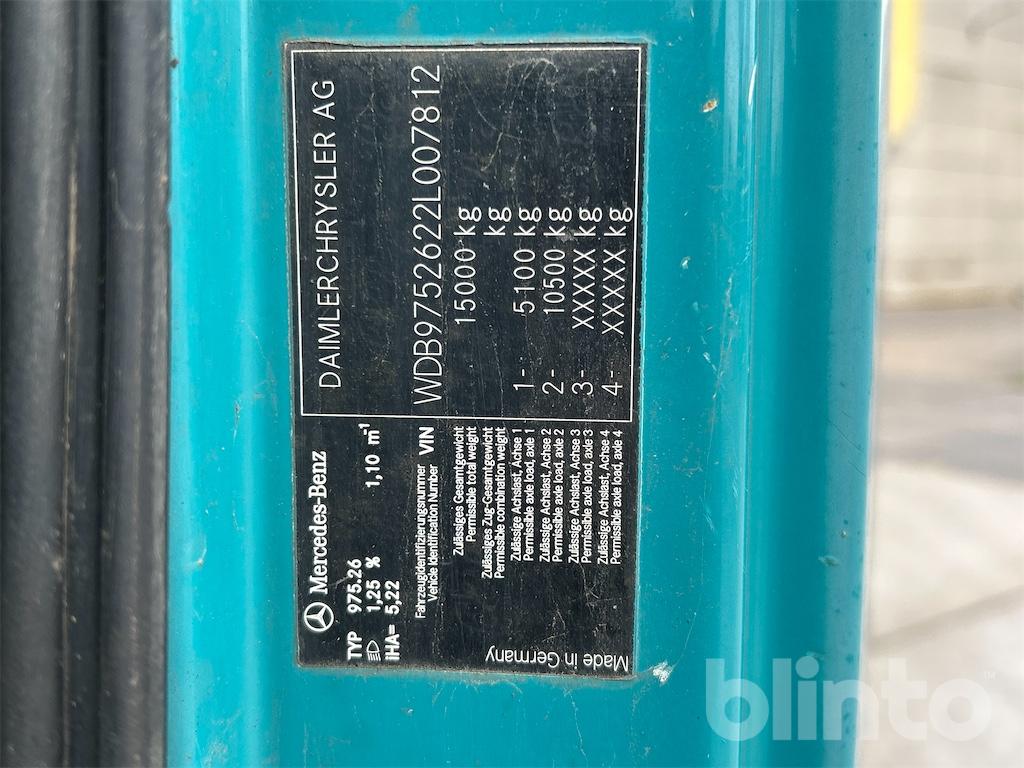 Mercedes-Benz
DAIMLERCHRYSLER AG
TYP 975.26
1,25 % 1,10 m⁻¹
iHA= 5,22
Fahrzeugidentifizierungsnummer
Vehicle Identification Number VIN WDB9752622L007812
Zulässiges Gesamtgewicht
Permissible total weight 15000 kg
Zulässiges Zug-Gesamtgewicht
Permissible combination weight kg
Zulässige Achslast, Achse 1
Permissible axle load, axle 1 1- 5100 kg
Zulässige Achslast, Achse 2
Permissible axle load, axle 2 2- 10500 kg
Zulässige Achslast, Achse 3
Permissible axle load, axle 3 3- XXXXX kg
Zulässige Achslast, Achse 4
Permissible axle load, axle 4 4- XXXXX kg
Made in Germany
blinto™